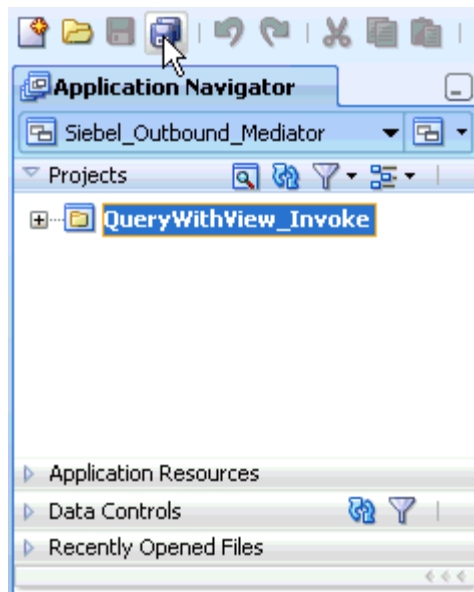 Application Navigator
Siebel_Outbound_Mediator
Projects
QueryWithView_Invoke
Application Resources
Data Controls
Recently Opened Files